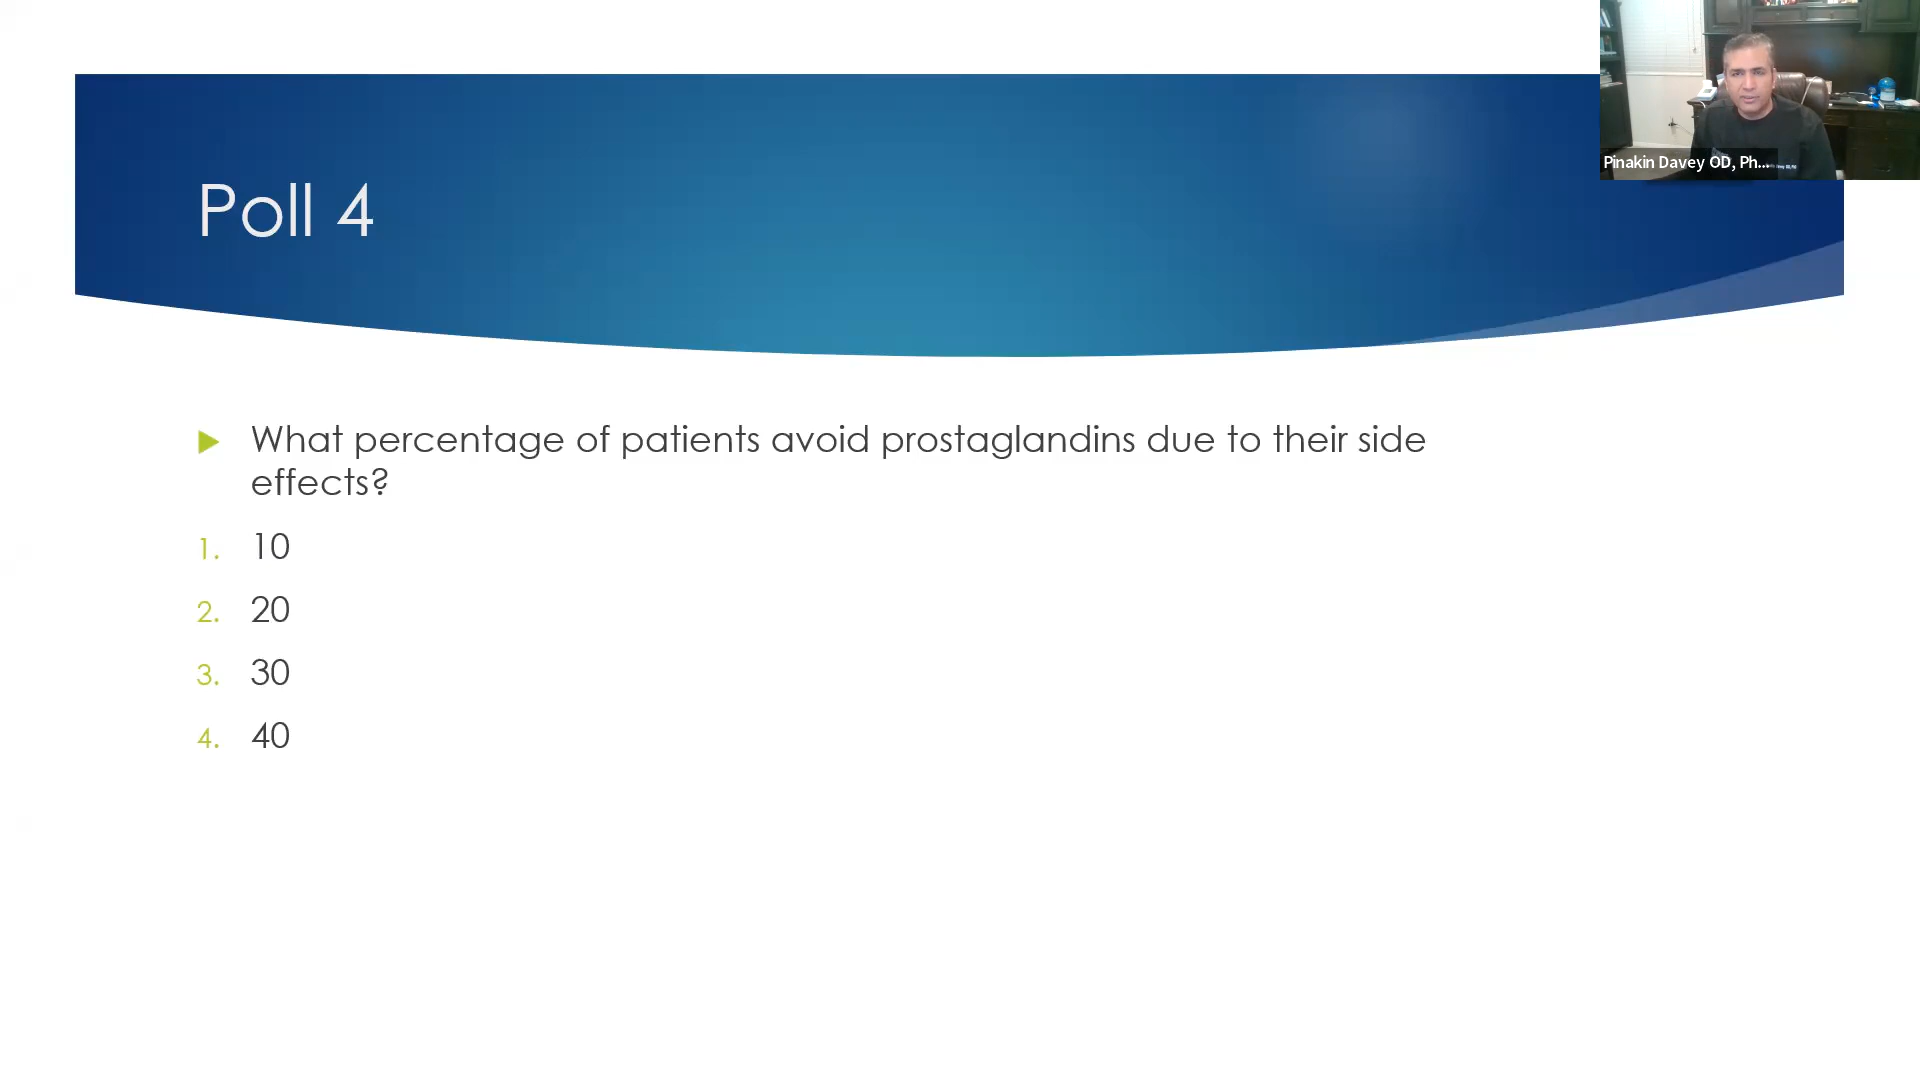 Pinakin Davey OD, Ph...
Poll 4
What percentage of patients avoid prostaglandins due to their side
effects?
1. 10
2. 20
3. 30
4. 40